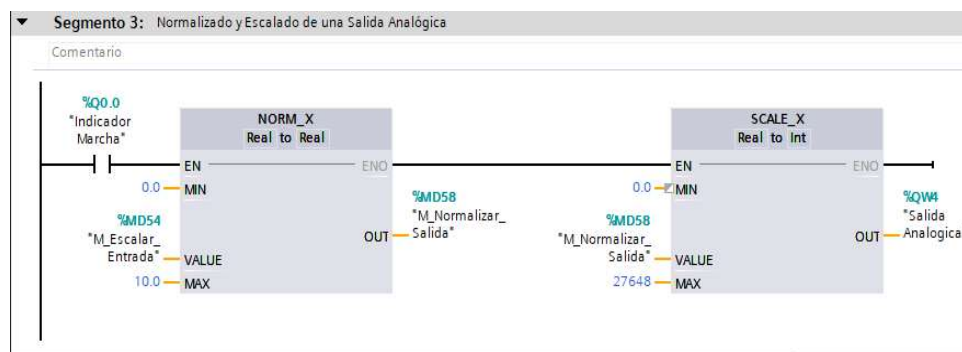 Segmento 3: Normalizado y Escalado de una Salida Analógica
Comentario
%Q0.0
"Indicador
Marcha"
NORM_X
Real to Real
EN
ENO
0.0
MIN
%MD54
"M_Escalar_
Entrada"
VALUE
10.0
MAX
OUT
%MD58
"M_Normalizar_
Salida"
SCALE_X
Real to Int
EN
ENO
0.0
MIN
%MD58
"M_Normalizar_
Salida"
VALUE
27648
MAX
OUT
%QW4
"Salida
Analogica